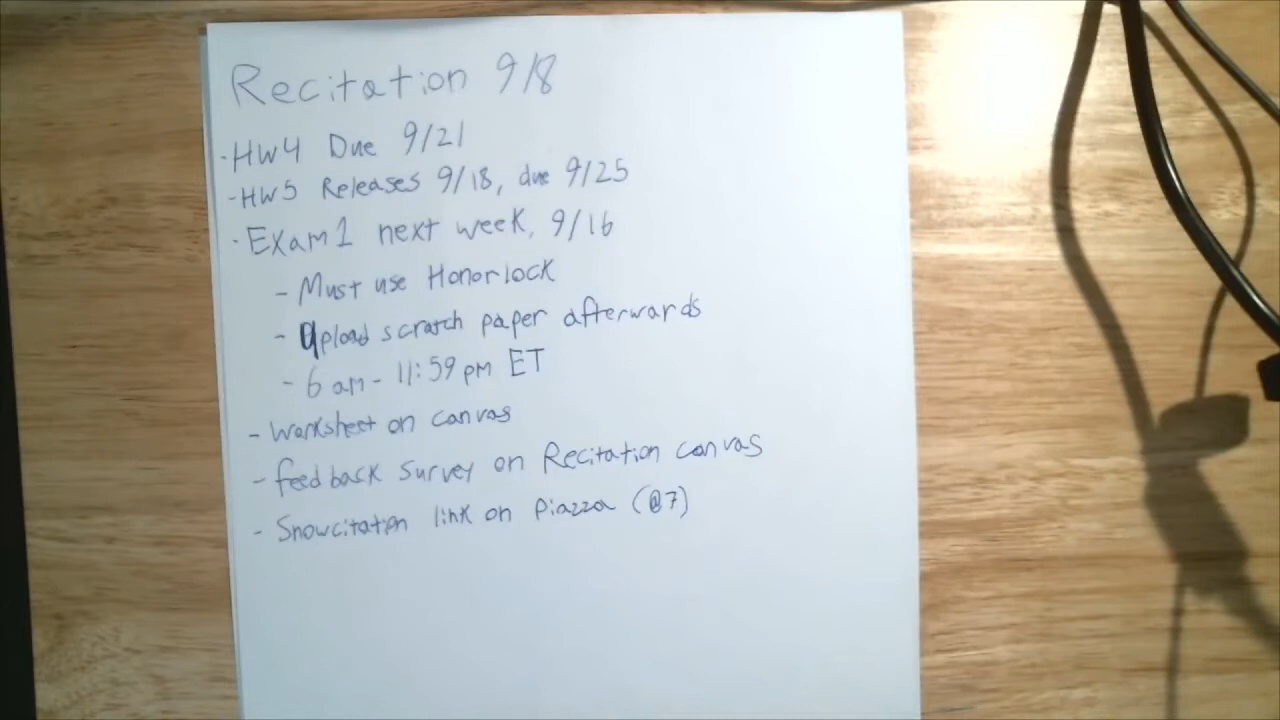 Recitation 9/8
- HW4 Due 9/21
- HW5 Releases 9/18, due 9/25
- Exam 1 next week, 9/16
- Must use Honorlock
- Upload scratch paper afterwards
- 6 am - 11:59 pm ET
- Worksheet on canvas
- feedback survey on Recitation canvas
- Snowcitation link on Piazza (@7)